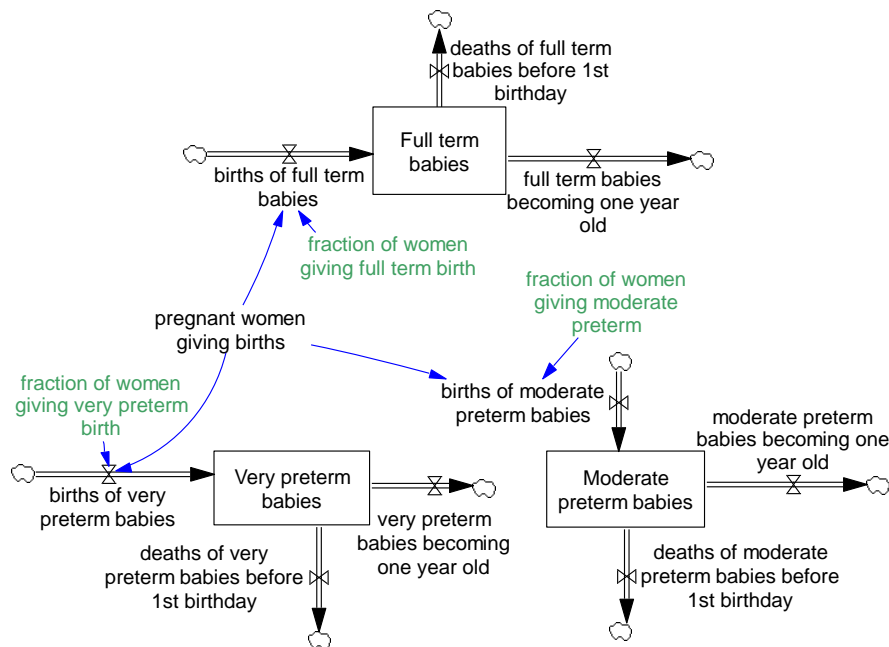 deaths of full term
babies before 1st
birthday
Full term
babies
births of full term
babies
full term babies
becoming one year
old
fraction of women
giving full term birth
fraction of women
giving moderate
preterm
pregnant women
giving births
fraction of women
giving very preterm
birth
births of moderate
preterm babies
moderate preterm
babies becoming one
year old
Very preterm
babies
births of very
preterm babies
Moderate
preterm babies
very preterm
babies becoming
one year old
deaths of very
preterm babies before
1st birthday
deaths of moderate
preterm babies before
1st birthday